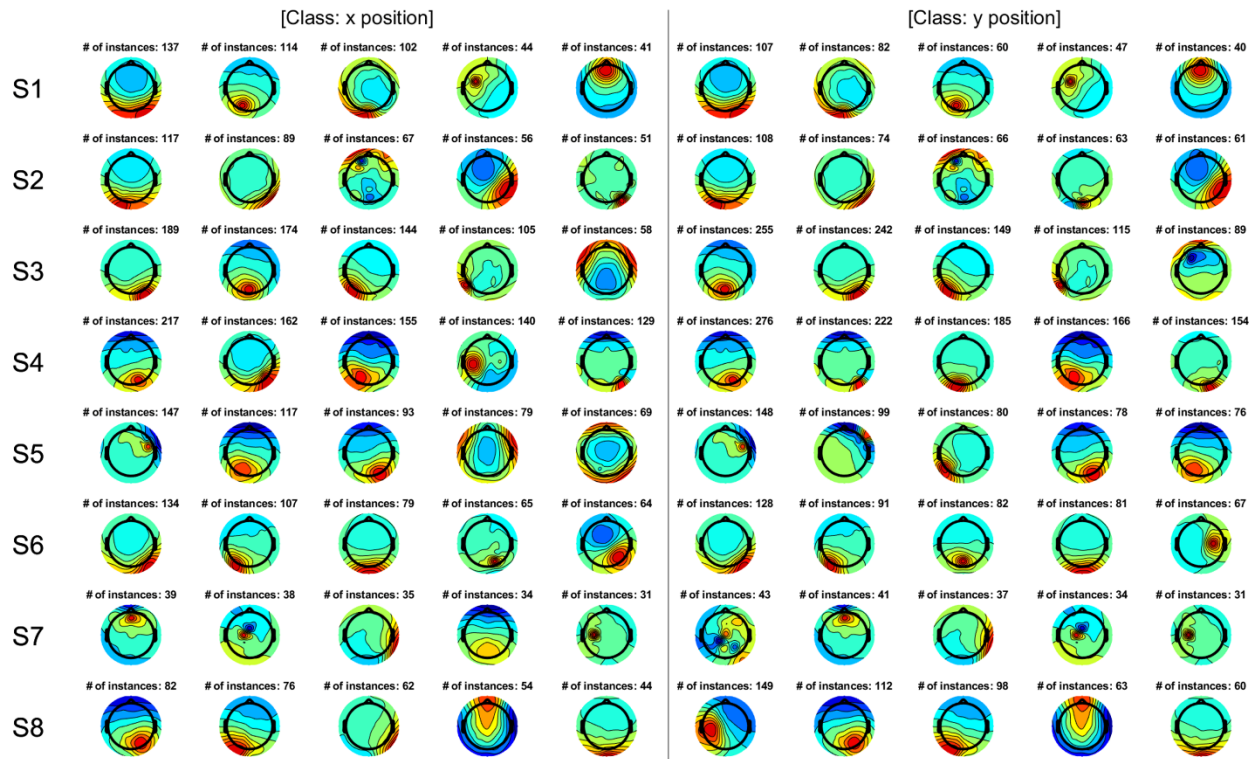 [Class: x position] [Class: y position]
# of instances: 137 # of instances: 114 # of instances: 102 # of instances: 44 # of instances: 41 # of instances: 107 # of instances: 82 # of instances: 60 # of instances: 47 # of instances: 40
S1
# of instances: 117 # of instances: 89 # of instances: 67 # of instances: 56 # of instances: 51 # of instances: 108 # of instances: 74 # of instances: 66 # of instances: 63 # of instances: 61
S2
# of instances: 189 # of instances: 174 # of instances: 144 # of instances: 105 # of instances: 58 # of instances: 255 # of instances: 242 # of instances: 149 # of instances: 115 # of instances: 89
S3
# of instances: 217 # of instances: 162 # of instances: 155 # of instances: 140 # of instances: 129 # of instances: 276 # of instances: 222 # of instances: 185 # of instances: 166 # of instances: 154
S4
# of instances: 147 # of instances: 117 # of instances: 93 # of instances: 79 # of instances: 69 # of instances: 148 # of instances: 99 # of instances: 80 # of instances: 78 # of instances: 76
S5
# of instances: 134 # of instances: 107 # of instances: 79 # of instances: 65 # of instances: 64 # of instances: 128 # of instances: 91 # of instances: 82 # of instances: 81 # of instances: 67
S6
# of instances: 39 # of instances: 38 # of instances: 35 # of instances: 34 # of instances: 31 # of instances: 43 # of instances: 41 # of instances: 37 # of instances: 34 # of instances: 31
S7
# of instances: 82 # of instances: 76 # of instances: 62 # of instances: 54 # of instances: 44 # of instances: 149 # of instances: 112 # of instances: 98 # of instances: 63 # of instances: 60
S8